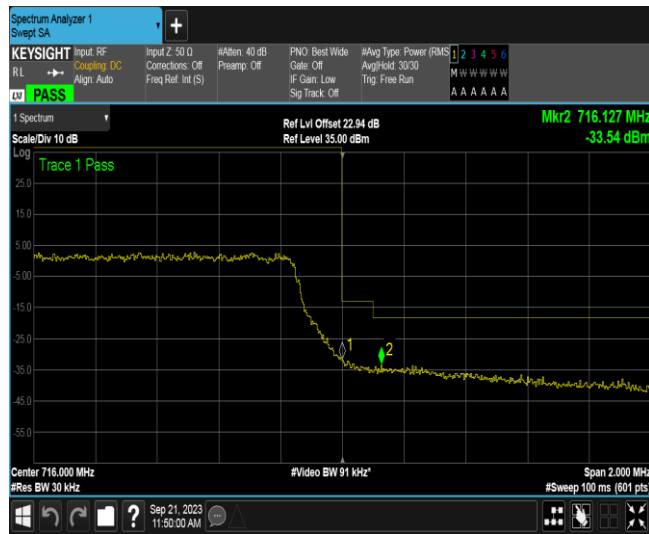 Spectrum Analyzer 1
Swept SA
+
KEYSIGHT
RL
LXI PASS
Input: RF
Coupling: DC
Align: Auto
Input Z: 50 Ω
Corrections: Off
Freq Ref: Int (S)
#Atten: 40 dB
Preamp: Off
PNO: Best Wide
Gate: Off
IF Gain: Low
Sig Track: Off
#Avg Type: Power (RMS
Avg|Hold: 30/30
Trig: Free Run
1 2 3 4 5 6
M W W W W W
A A A A A A
1 Spectrum
Scale/Div 10 dB
Ref Lvl Offset 22.94 dB
Ref Level 35.00 dBm
Mkr2 716.127 MHz
-33.54 dBm
Log
Trace 1 Pass
25.0
15.0
5.00
-5.00
-15.0
-25.0
-35.0
-45.0
-55.0
1
2
Center 716.000 MHz
#Res BW 30 kHz
#Video BW 91 kHz*
Span 2.000 MHz
#Sweep 100 ms (601 pts
?
Sep 21, 2023
11:50:00 AM